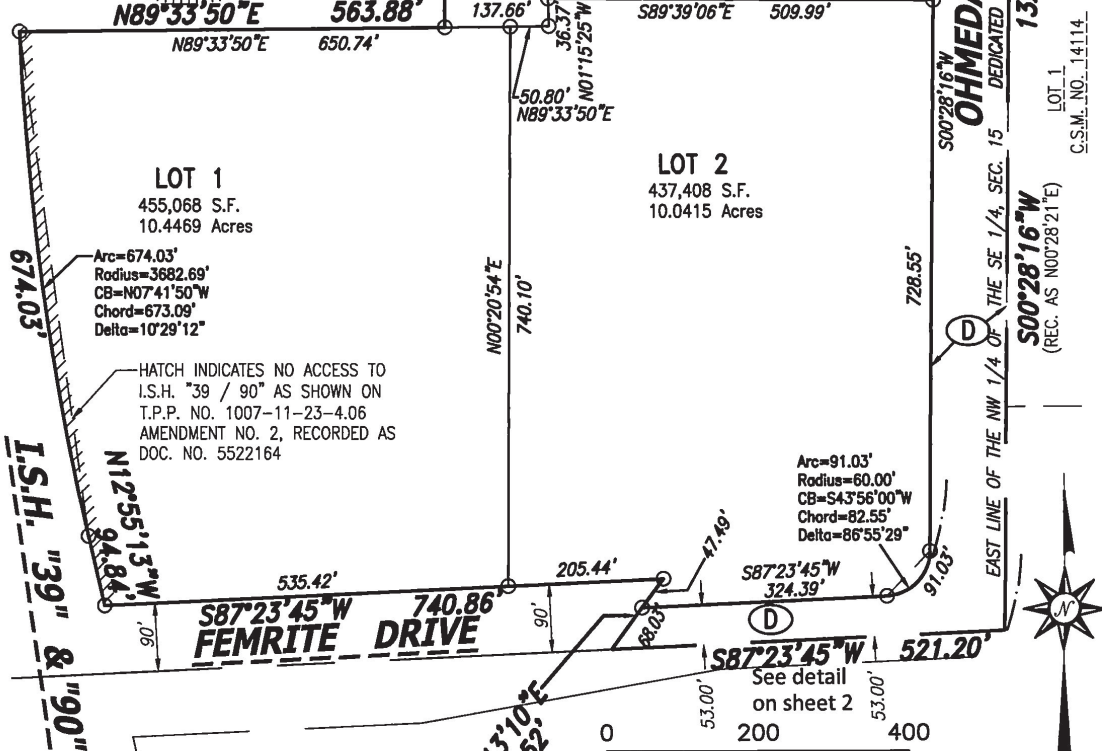 N89°33'50"E 563.88'
137.66'
S89°39'06"E 509.99'
N89°33'50"E 650.74'
36.37'
N01°15'25"W
50.80'
N89°33'50"E
S00°28'16"W
DEDICATED
LOT 1
C.S.M. NO. 14114
LOT 1
455,068 S.F.
10.4469 Acres
LOT 2
437,408 S.F.
10.0415 Acres
674.03'
Arc=674.03'
Radius=3682.69'
CB=N07°41'50"W
Chord=673.09'
Delta=10°29'12"
N00°20'54"E
740.10'
728.55'
D
EAST LINE OF THE NW 1/4 OF THE SE 1/4, SEC. 15
S00°28'16"W
(REC. AS N00°28'21"E)
HATCH INDICATES NO ACCESS TO
I.S.H. "39 / 90" AS SHOWN ON
T.P.P. NO. 1007-11-23-4.06
AMENDMENT NO. 2, RECORDED AS
DOC. NO. 5522164
I.S.H. "39" & "90"
N12°55'13"W
94.84'
Arc=91.03'
Radius=60.00'
CB=S43°56'00"W
Chord=82.55'
Delta=86°55'29"
91.03'
47.49'
535.42'
205.44'
S87°23'45"W
324.39'
S87°23'45"W 740.86'
FEMRITE DRIVE
90'
90'
68.03'
D
S87°23'45"W 521.20'
See detail
on sheet 2
53.00'
53.00'
N
0 200 400